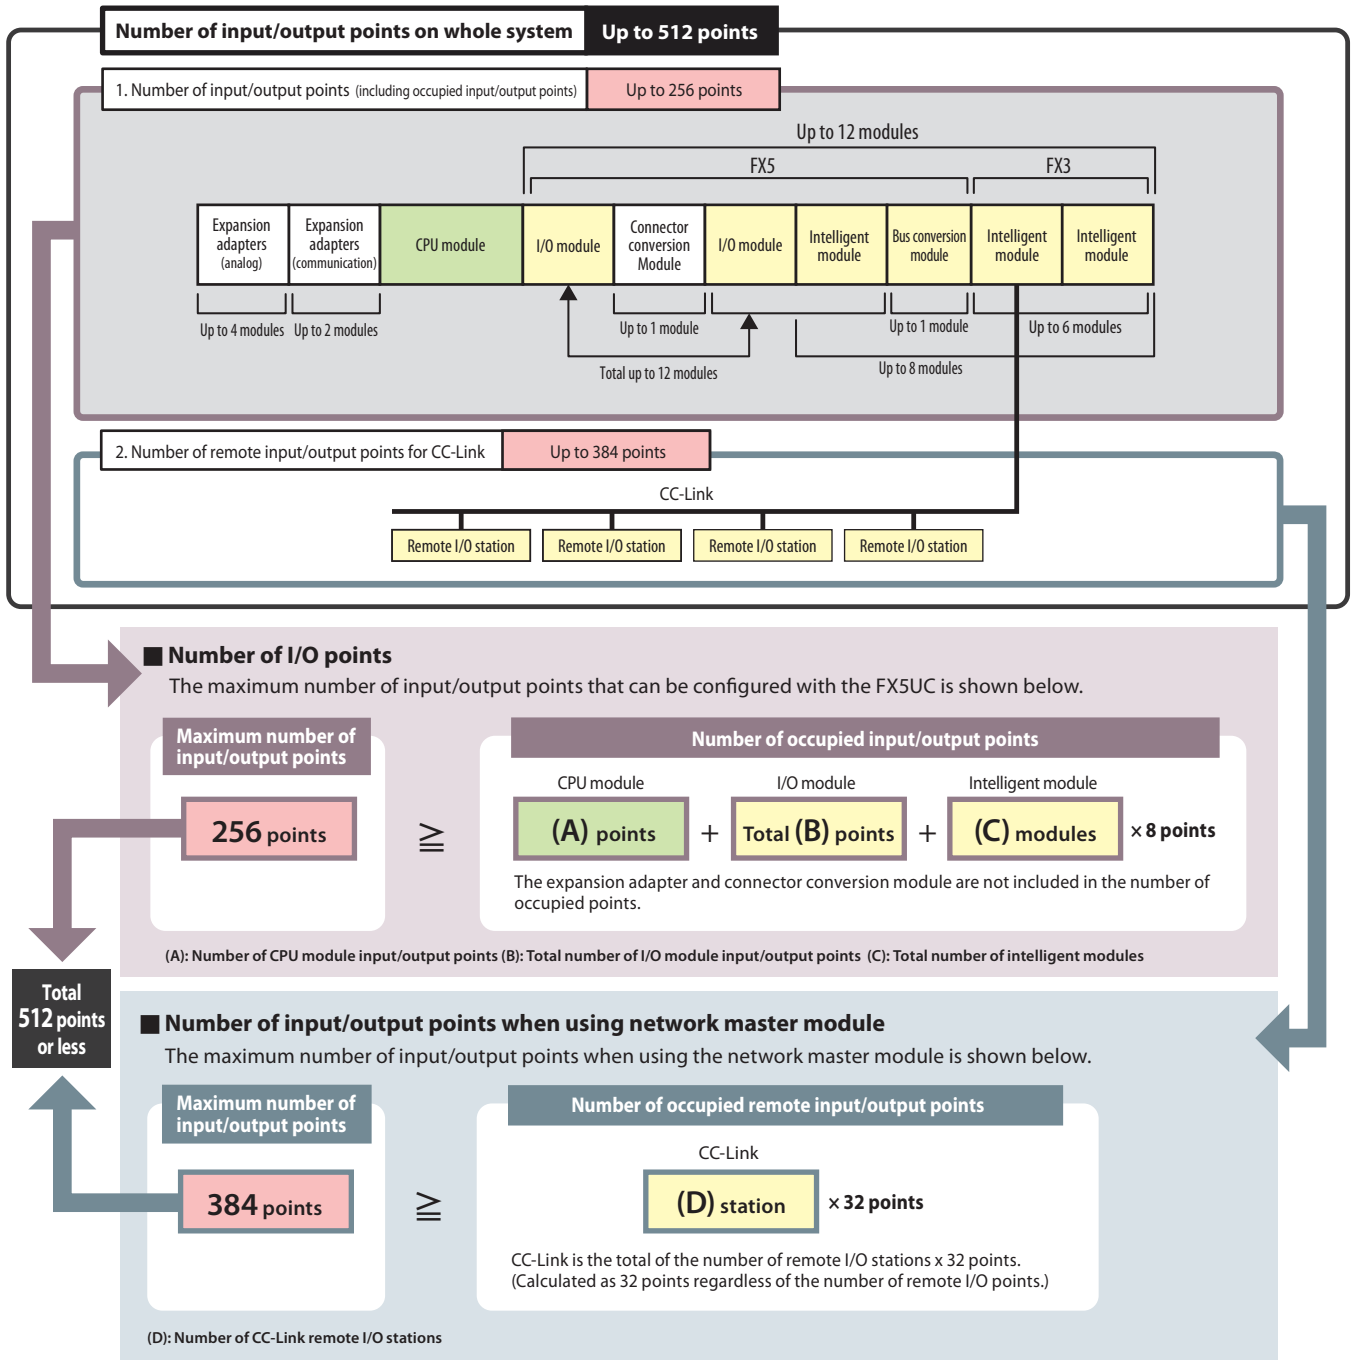 Number of input/output points on whole system Up to 512 points
1. Number of input/output points (including occupied input/output points) Up to 256 points
Up to 12 modules
FX5 FX3
Expansion adapters (analog)
Expansion adapters (communication)
CPU module
I/O module
Connector conversion Module
I/O module
Intelligent module
Bus conversion module
Intelligent module
Intelligent module
Up to 4 modules Up to 2 modules Up to 1 module Up to 1 module Up to 6 modules
Total up to 12 modules Up to 8 modules
2. Number of remote input/output points for CC-Link Up to 384 points
CC-Link
Remote I/O station Remote I/O station Remote I/O station Remote I/O station
■ Number of I/O points
The maximum number of input/output points that can be configured with the FX5UC is shown below.
Maximum number of
input/output points
Number of occupied input/output points
CPU module I/O module Intelligent module
256 points ≧ (A) points + Total (B) points + (C) modules × 8 points
The expansion adapter and connector conversion module are not included in the number of
occupied points.
(A): Number of CPU module input/output points (B): Total number of I/O module input/output points (C): Total number of intelligent modules
Total
512 points
or less
■ Number of input/output points when using network master module
The maximum number of input/output points when using the network master module is shown below.
Maximum number of
input/output points
Number of occupied remote input/output points
CC-Link
384 points ≧ (D) station × 32 points
CC-Link is the total of the number of remote I/O stations x 32 points.
(Calculated as 32 points regardless of the number of remote I/O points.)
(D): Number of CC-Link remote I/O stations